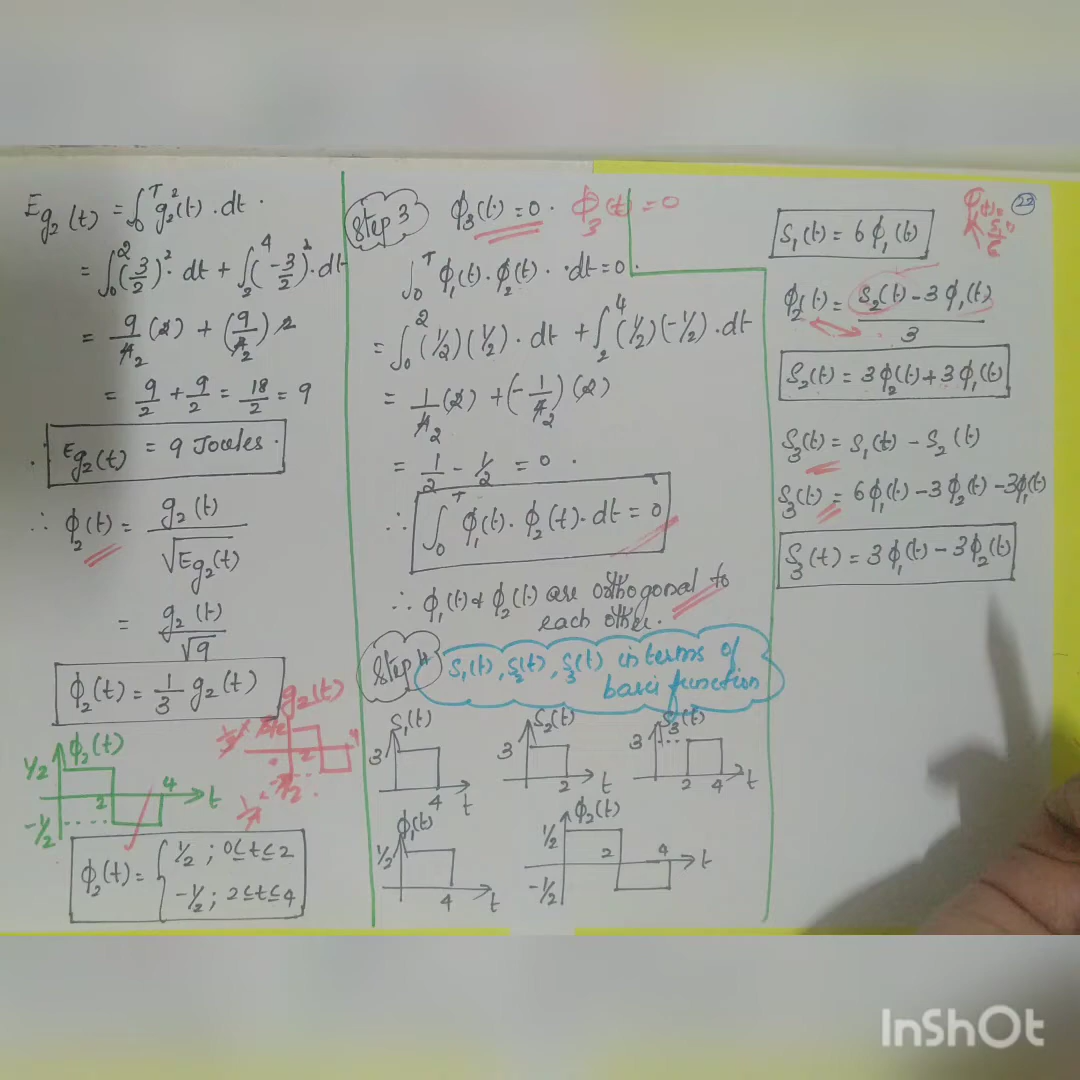 Eg₂(t) = ∫₀ᵀ g₂²(t).dt.
= ∫₀² (3/2)². dt + ∫₂⁴ (-3/2)².dt
= 9/4₂ (2) + (9/4₂) 2
= 9/2 + 9/2 = 18/2 = 9
∴ Eg₂(t) = 9 Joules.
∴ φ₂(t) = g₂(t)/√Eg₂(t)
= g₂(t)/√9
φ₂(t) = 1/3 g₂(t)
g₂(t)
φ₂(t)
1/2
2
4
t
-1/2
φ₂(t) = { 1/2 ; 0≤t≤2
-1/2 ; 2≤t≤4
Step 3
φ₃(t) = 0. φ₃(t) = 0
∫₀ᵀ φ₁(t). φ₂(t). .dt = 0.
= ∫₀² (1/2)(1/2). dt + ∫₂⁴ (1/2)(-1/2).dt
= 1/4₂ (2) + (-1/4₂)(2)
= 1/2 - 1/2 = 0.
∴ ∫₀ᵀ φ₁(t). φ₂(t).dt = 0
∴ φ₁(t) & φ₂(t) are orthogonal to
each other.
Step 4
S₁(t), S₂(t), S₃(t) in terms of
basic function
S₁(t)
3
4
t
S₂(t)
3
2
t
S₃(t)
3
2 4 t
φ₁(t)
1/2
4
t
φ₂(t)
1/2
2
4
t
-1/2
22
S₁(t) = 6φ₁(t)
φ₂(t) = S₂(t) - 3φ₁(t)/3
S₂(t) = 3φ₂(t) + 3φ₁(t)
S₃(t) = S₁(t) - S₂(t)
S₃(t) = 6φ₁(t) - 3φ₂(t) - 3φ₁(t)
S₃(t) = 3φ₁(t) - 3φ₂(t)
InShOt